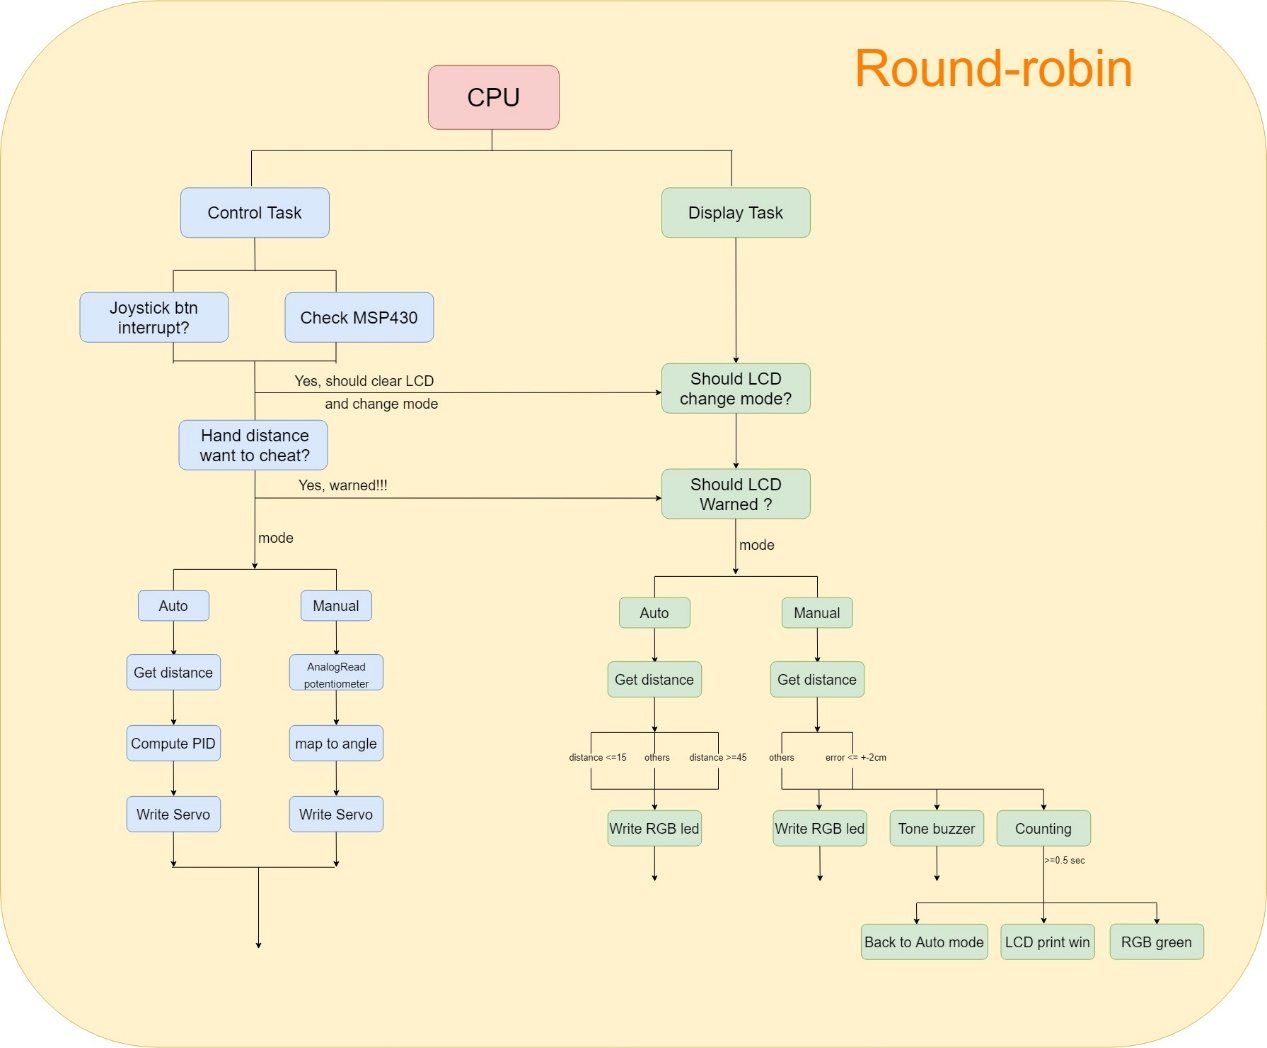 Round-robin
CPU
Control Task
Display Task
Joystick btn
interrupt?
Check MSP430
Yes, should clear LCD
and change mode
Should LCD
change mode?
Hand distance
want to cheat?
Yes, warned!!!
Should LCD
Warned ?
mode
mode
Auto
Manual
Auto
Manual
Get distance
AnalogRead
potentiometer
Get distance
Get distance
Compute PID
map to angle
distance <=15
others
distance >=45
others
error <= +-2cm
Write Servo
Write Servo
Write RGB led
Write RGB led
Tone buzzer
Counting
>=0.5 sec
Back to Auto mode
LCD print win
RGB green